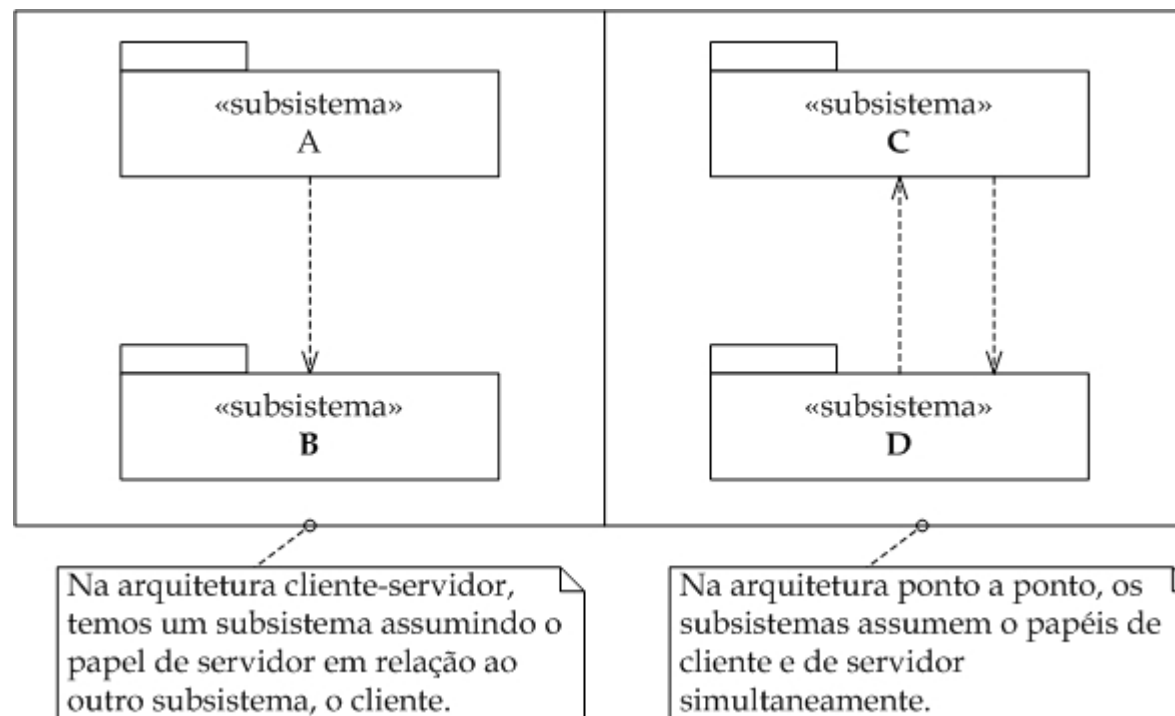 «subsistema»
A
«subsistema»
B
Na arquitetura cliente-servidor,
temos um subsistema assumindo o
papel de servidor em relação ao
outro subsistema, o cliente.
«subsistema»
C
«subsistema»
D
Na arquitetura ponto a ponto, os
subsistemas assumem o papéis de
cliente e de servidor
simultaneamente.